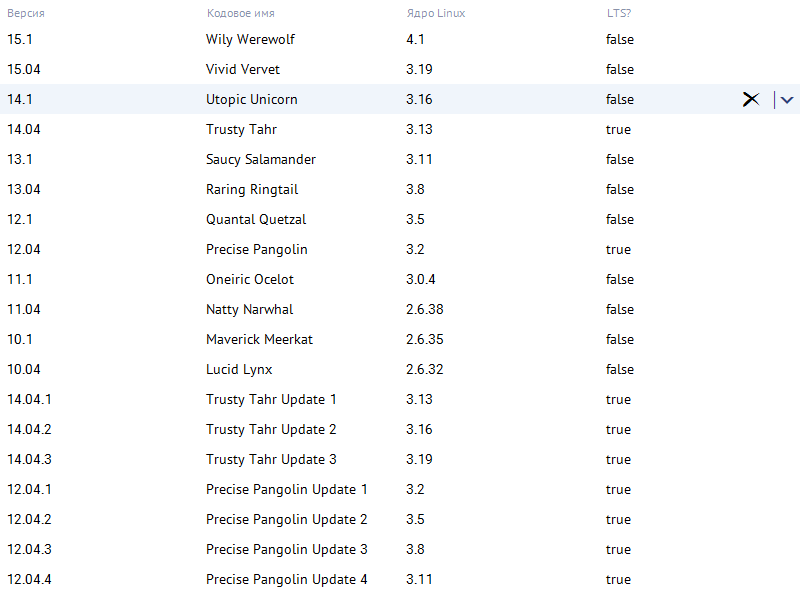 Версия Кодовое имя Ядро Linux LTS?
15.1 Wily Werewolf 4.1 false
15.04 Vivid Vervet 3.19 false
14.1 Utopic Unicorn 3.16 false
14.04 Trusty Tahr 3.13 true
13.1 Saucy Salamander 3.11 false
13.04 Raring Ringtail 3.8 false
12.1 Quantal Quetzal 3.5 false
12.04 Precise Pangolin 3.2 true
11.1 Oneiric Ocelot 3.0.4 false
11.04 Natty Narwhal 2.6.38 false
10.1 Maverick Meerkat 2.6.35 false
10.04 Lucid Lynx 2.6.32 false
14.04.1 Trusty Tahr Update 1 3.13 true
14.04.2 Trusty Tahr Update 2 3.16 true
14.04.3 Trusty Tahr Update 3 3.19 true
12.04.1 Precise Pangolin Update 1 3.2 true
12.04.2 Precise Pangolin Update 2 3.5 true
12.04.3 Precise Pangolin Update 3 3.8 true
12.04.4 Precise Pangolin Update 4 3.11 true